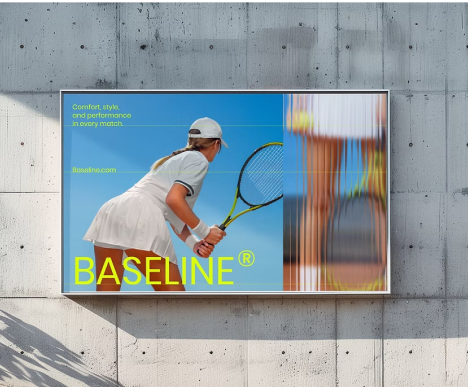 Comfort, style,
and performance
in every match.
Baseline.com
BASELINE®